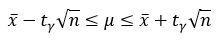 x̄ − t_γ√n ≤ μ ≤ x̄ + t_γ√n